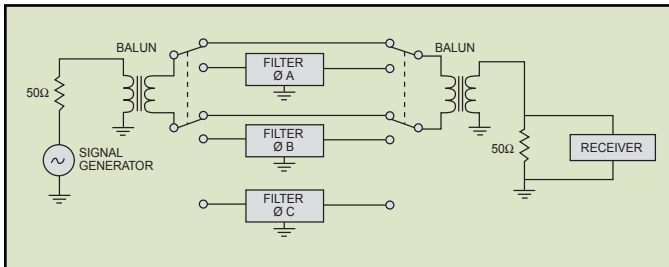 BALUN
BALUN
FILTER
Ø A
50Ω
FILTER
Ø B
50Ω
RECEIVER
SIGNAL
GENERATOR
FILTER
Ø C